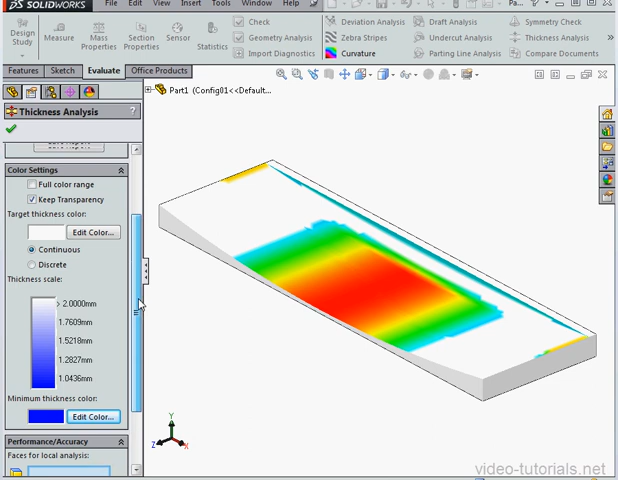 SOLIDWORKS File Edit View Insert Tools Window Help Pa...
Design Study
Measure
Mass Properties
Section Properties
Sensor
Statistics
Check
Geometry Analysis
Import Diagnostics
Deviation Analysis
Zebra Stripes
Curvature
Draft Analysis
Undercut Analysis
Parting Line Analysis
Symmetry Check
Thickness Analysis
Compare Documents
Features Sketch Evaluate Office Products
Thickness Analysis ?
Part1 (Config01<<Default...
Color Settings
Full color range
Keep Transparency
Target thickness color:
Edit Color...
Continuous
Discrete
Thickness scale:
> 2.0000mm
1.7609mm
1.5218mm
1.2827mm
1.0436mm
Minimum thickness color:
Edit Color...
Performance/Accuracy
Faces for local analysis:
Y
Z
X
video-tutorials.net